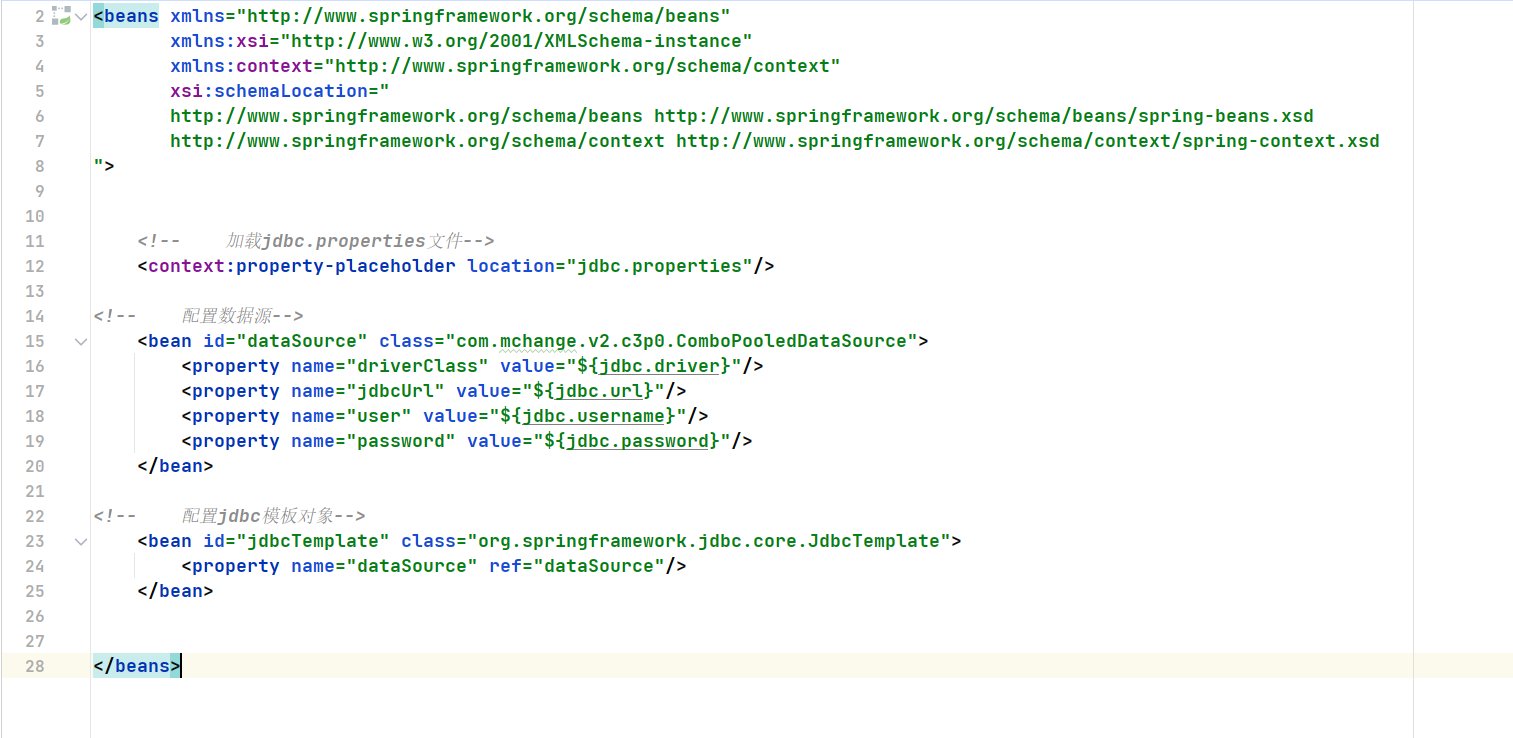 2 <beans xmlns="http://www.springframework.org/schema/beans"
3        xmlns:xsi="http://www.w3.org/2001/XMLSchema-instance"
4        xmlns:context="http://www.springframework.org/schema/context"
5        xsi:schemaLocation="
6        http://www.springframework.org/schema/beans http://www.springframework.org/schema/beans/spring-beans.xsd
7        http://www.springframework.org/schema/context http://www.springframework.org/schema/context/spring-context.xsd
8 ">
9
10
11     <!--    加载jdbc.properties文件-->
12     <context:property-placeholder location="jdbc.properties"/>
13
14 <!--    配置数据源-->
15     <bean id="dataSource" class="com.mchange.v2.c3p0.ComboPooledDataSource">
16         <property name="driverClass" value="${jdbc.driver}"/>
17         <property name="jdbcUrl" value="${jdbc.url}"/>
18         <property name="user" value="${jdbc.username}"/>
19         <property name="password" value="${jdbc.password}"/>
20     </bean>
21
22 <!--    配置jdbc模板对象-->
23     <bean id="jdbcTemplate" class="org.springframework.jdbc.core.JdbcTemplate">
24         <property name="dataSource" ref="dataSource"/>
25     </bean>
26
27
28 </beans>